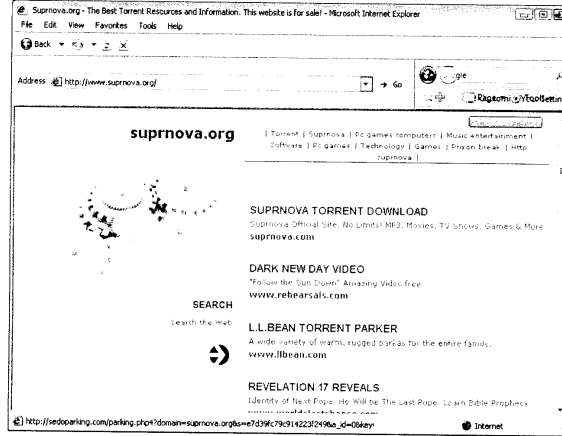 Suprnova.org - The Best Torrent Resources and Information. This website is for sale! - Microsoft Internet Explorer
File Edit View Favorites Tools Help
Back
Address http://www.suprnova.org/ Go
gle
suprnova.org
| Torrent | Suprnova | Pc games computerr | Music entertainment |
Software | Pc games | Technology | Games | Prison break | Http
suprnova |
SUPRNOVA TORRENT DOWNLOAD
Suprnova Official Site, No Limits! MP3, Movies, TV Shows, Games & More
suprnova.com
DARK NEW DAY VIDEO
"Follow the Sun Down" Amazing Video free
www.rehearsals.com
SEARCH
Search the Web
L.L.BEAN TORRENT PARKER
A wide variety of warm, rugged parkas for the entire family.
www.llbean.com
REVELATION 17 REVEALS
Identity of Next Pope. He Will be The Last Pope. Learn Bible Prophecy
http://sedoparking.com/parking.php4?domain=suprnova.org&s=e7d39fc79c914223f2498a_id=0&key
Internet